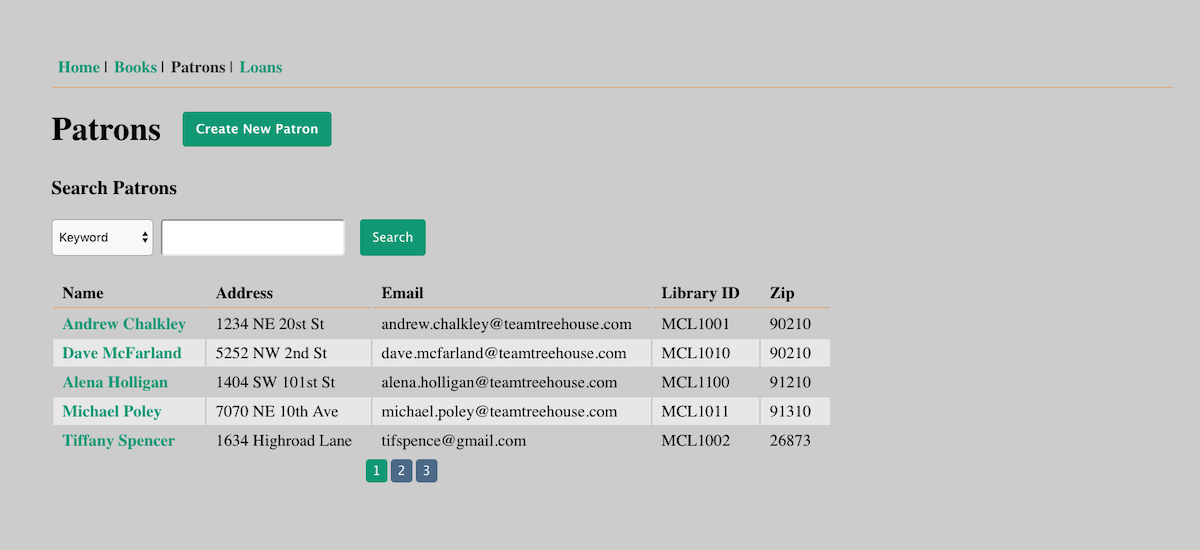 Home | Books | Patrons | Loans
Patrons Create New Patron
Search Patrons
Keyword Search
Name Address Email Library ID Zip
Andrew Chalkley 1234 NE 20st St andrew.chalkley@teamtreehouse.com MCL1001 90210
Dave McFarland 5252 NW 2nd St dave.mcfarland@teamtreehouse.com MCL1010 90210
Alena Holligan 1404 SW 101st St alena.holligan@teamtreehouse.com MCL1100 91210
Michael Poley 7070 NE 10th Ave michael.poley@teamtreehouse.com MCL1011 91310
Tiffany Spencer 1634 Highroad Lane tifspence@gmail.com MCL1002 26873
1 2 3